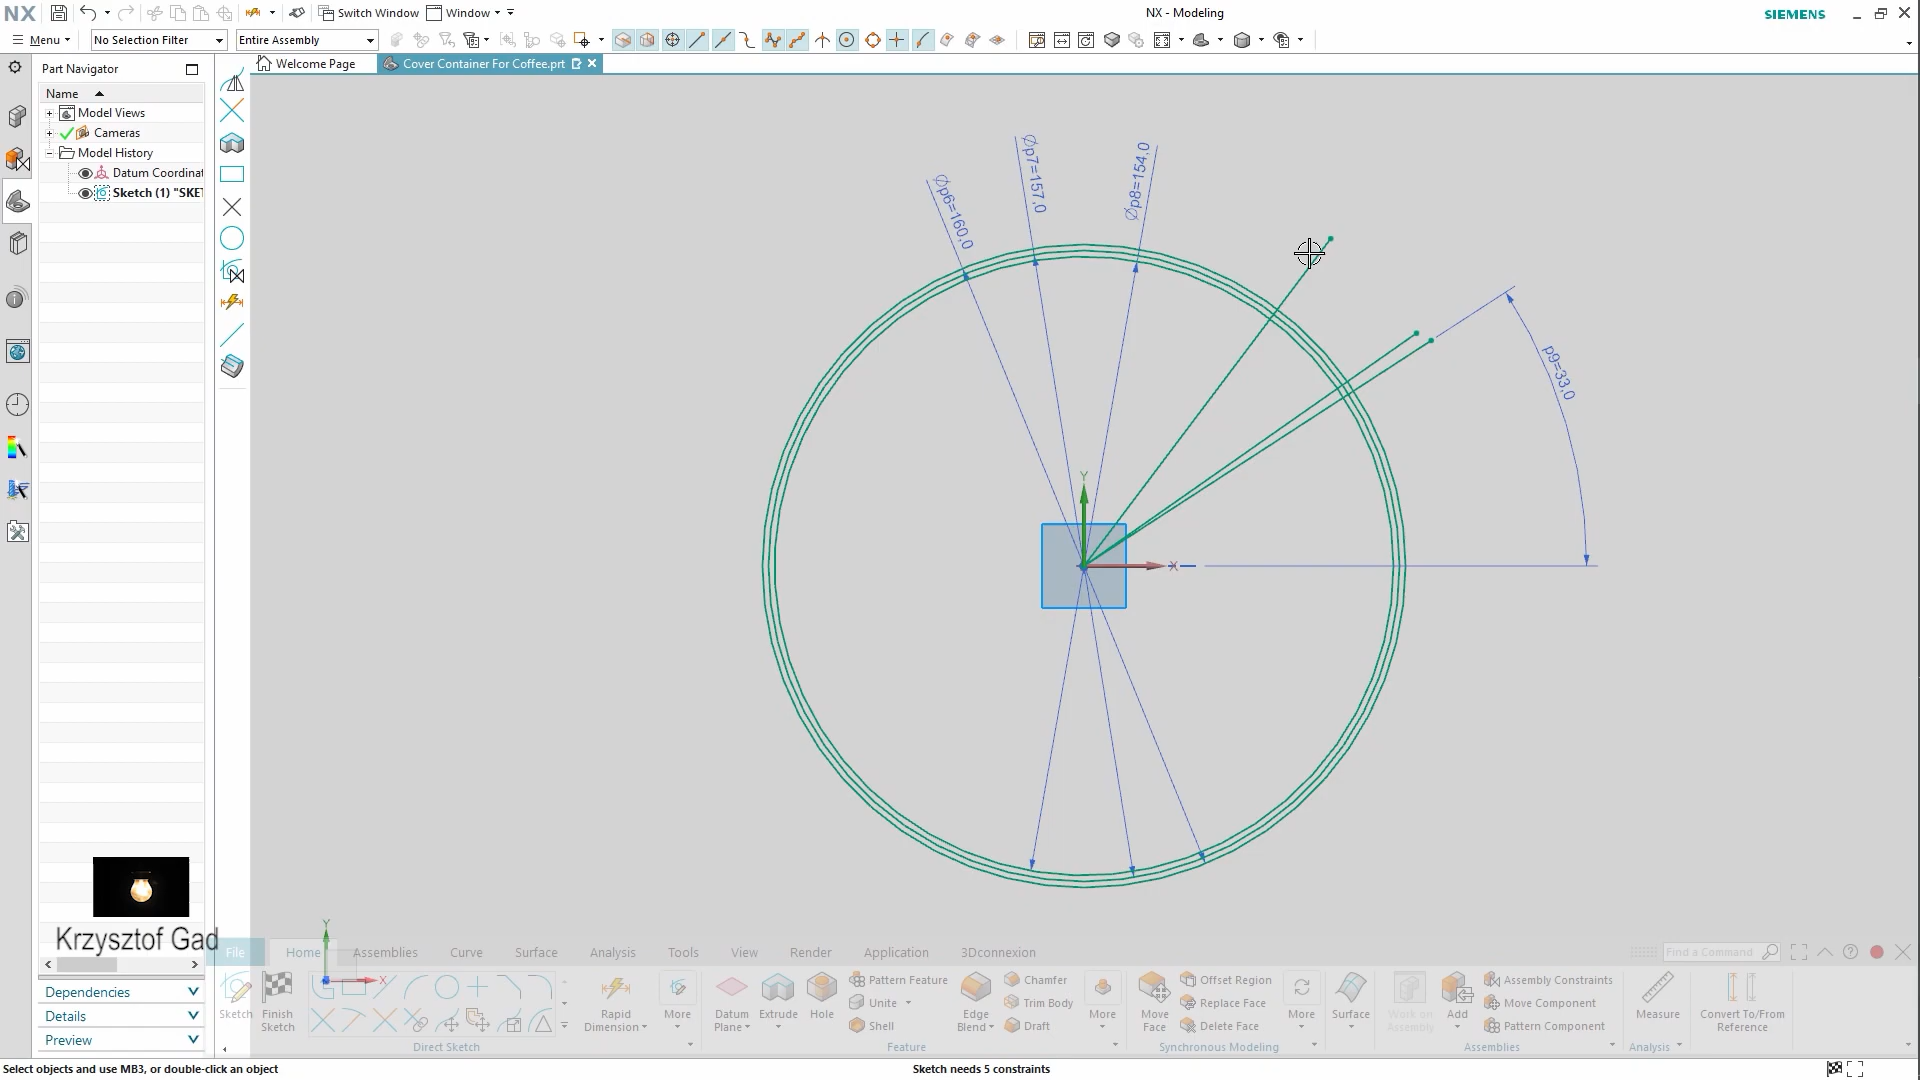 NX
Switch Window
Window
NX - Modeling
SIEMENS
Menu
No Selection Filter
Entire Assembly
Part Navigator
Welcome Page
Cover Container For Coffee.prt
Name
Model Views
Cameras
Model History
Datum Coordinat
Sketch (1) "SKET
Øp6=160,0
Øp7=157,0
Øp8=154,0
p9=33,0
Y
X
Krzysztof Gad
Y
X
File
Home
Assemblies
Curve
Surface
Analysis
Tools
View
Render
Application
3Dconnexion
Find a Command
Sketch
Finish
Sketch
Direct Sketch
Rapid
Dimension
More
Datum
Plane
Extrude
Hole
Pattern Feature
Unite
Shell
Edge
Blend
Chamfer
Trim Body
Draft
More
Feature
Move
Face
Offset Region
Replace Face
Delete Face
More
Synchronous Modeling
Surface
Work on
Assembly
Add
Assembly Constraints
Move Component
Pattern Component
Assemblies
Measure
Analysis
Convert To/From
Reference
Dependencies
Details
Preview
Select objects and use MB3, or double-click an object
Sketch needs 5 constraints